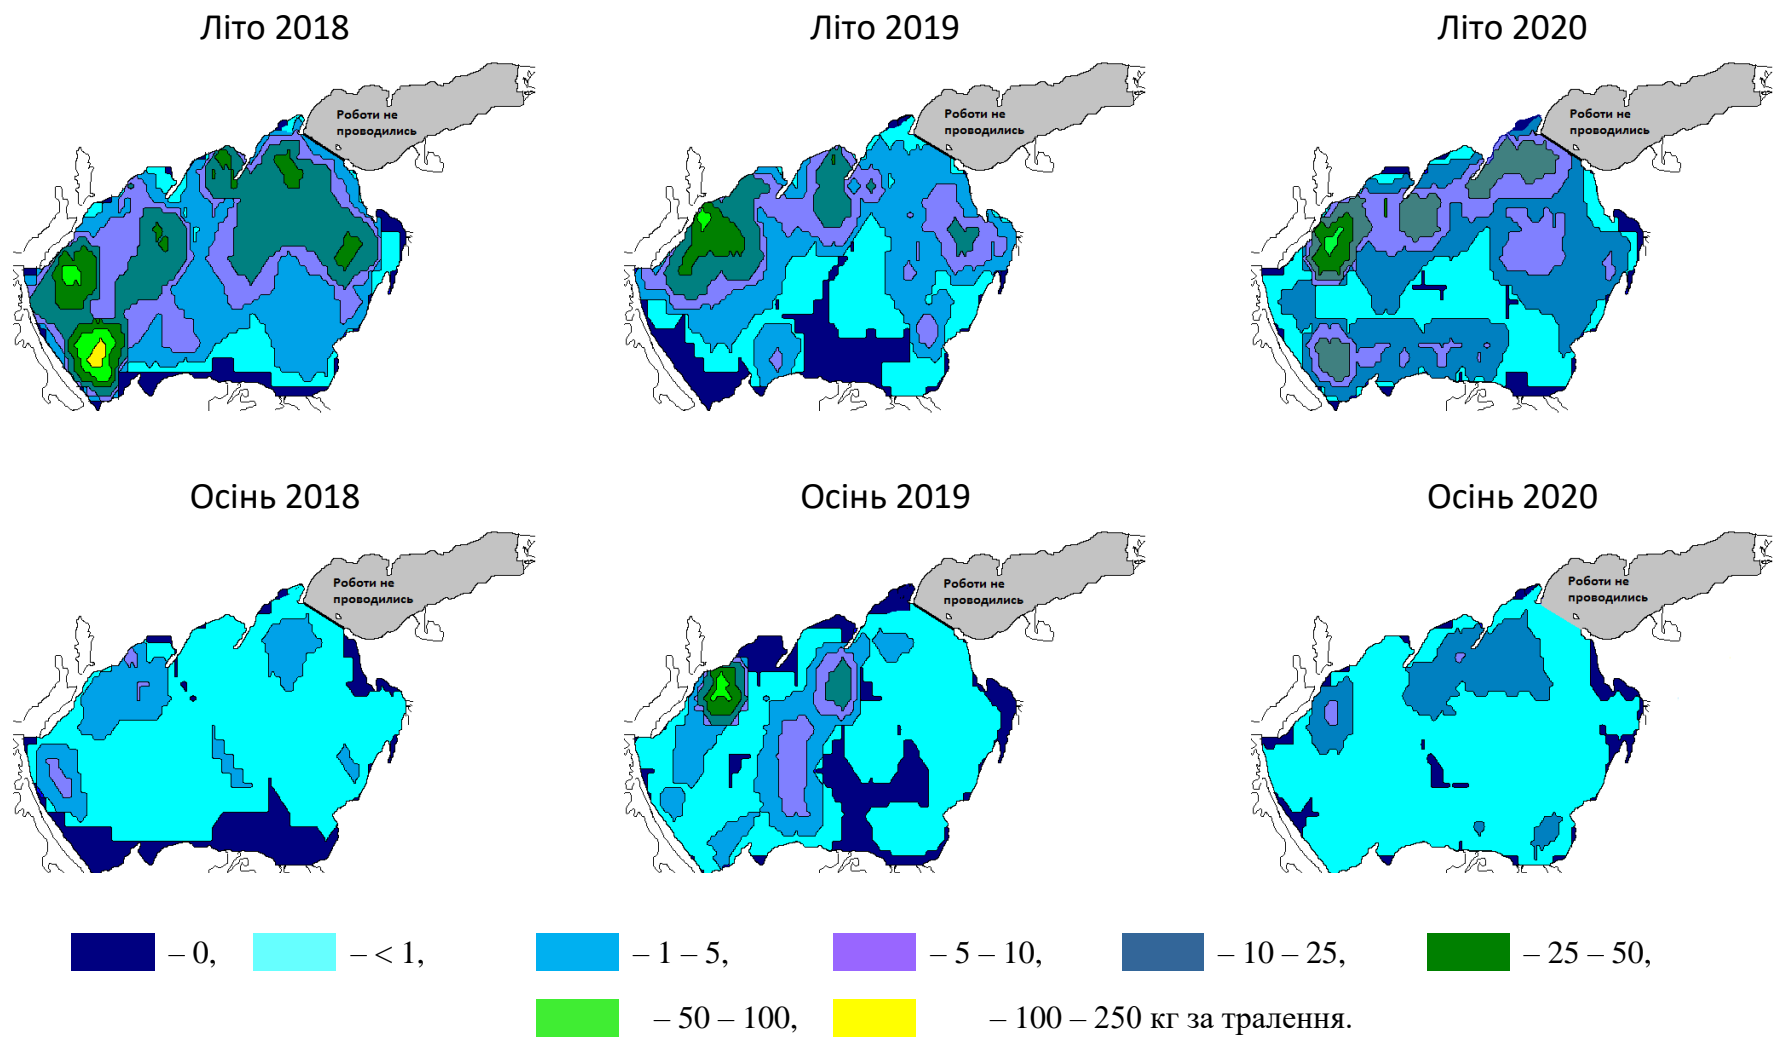 Літо 2018
Літо 2019
Літо 2020
Роботи не
проводились
Роботи не
проводились
Роботи не
проводились
Осінь 2018
Осінь 2019
Осінь 2020
Роботи не
проводились
Роботи не
проводились
Роботи не
проводились
– 0, – < 1, – 1 – 5, – 5 – 10, – 10 – 25, – 25 – 50,
– 50 – 100, – 100 – 250 кг за тралення.